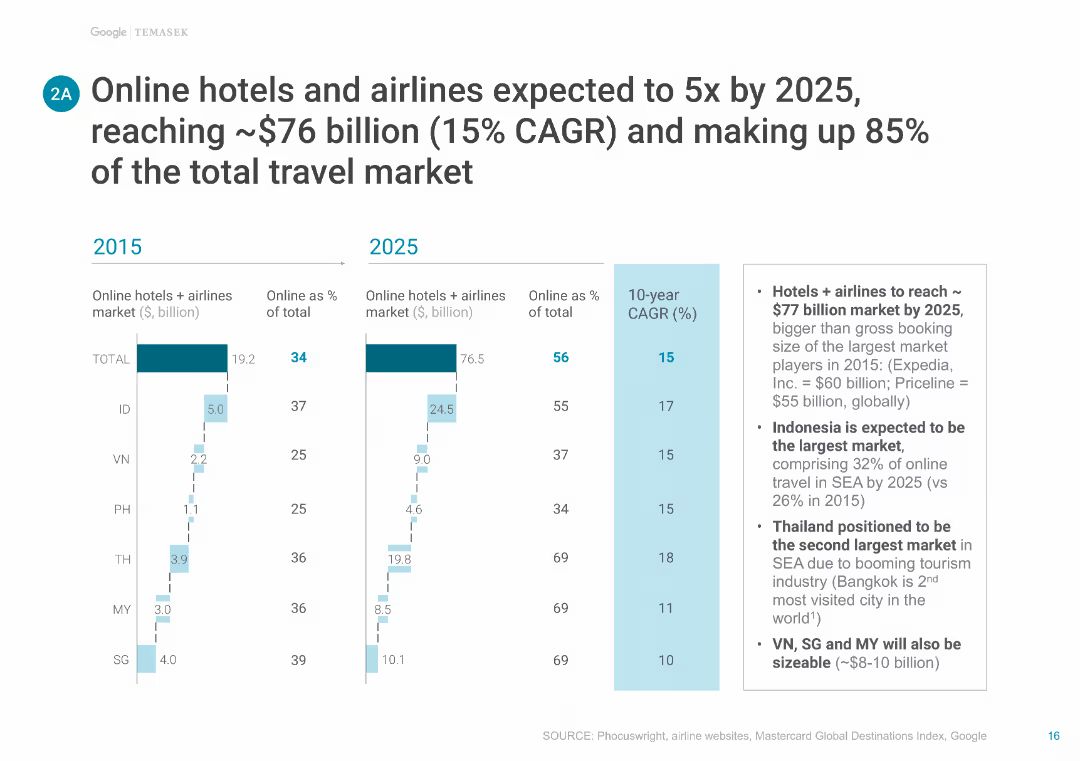 Google | TEMASEK
2A
Online hotels and airlines expected to 5x by 2025,
reaching ~$76 billion (15% CAGR) and making up 85%
of the total travel market
2015
2025
Online hotels + airlines
market ($, billion)
Online as %
of total
Online hotels + airlines
market ($, billion)
Online as %
of total
10-year
CAGR (%)
TOTAL 19.2 34 76.5 56 15
ID 5.0 37 24.5 55 17
VN 2.2 25 9.0 37 15
PH 1.1 25 4.6 34 15
TH 3.9 36 19.8 69 18
MY 3.0 36 8.5 69 11
SG 4.0 39 10.1 69 10
• Hotels + airlines to reach ~
$77 billion market by 2025,
bigger than gross booking
size of the largest market
players in 2015: (Expedia,
Inc. = $60 billion; Priceline =
$55 billion, globally)
• Indonesia is expected to be
the largest market,
comprising 32% of online
travel in SEA by 2025 (vs
26% in 2015)
• Thailand positioned to be
the second largest market in
SEA due to booming tourism
industry (Bangkok is 2nd
most visited city in the
world1)
• VN, SG and MY will also be
sizeable (~$8-10 billion)
SOURCE: Phocuswright, airline websites, Mastercard Global Destinations Index, Google
16